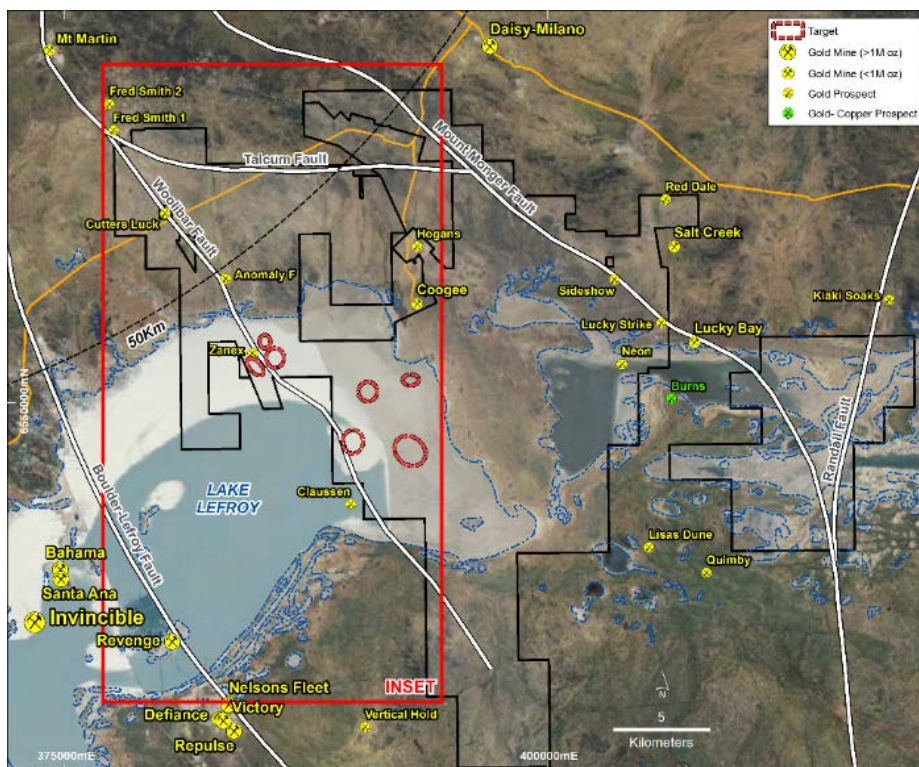 Mt Martin
Daisy-Milano
Target
Gold Mine (>1M oz)
Gold Mine (<1M oz)
Gold Prospect
Gold- Copper Prospect
Fred Smith 2
Fred Smith 1
Talcum Fault
Mount Monger Fault
Woolibar Fault
Cutters Luck
Red Dale
Hogans
Salt Creek
Anomaly F
Coogee
Sideshow
Kiaki Soaks
50Km
Lucky Strike
Lucky Bay
Zanex
Neon
Burns
6550000mN
Randall Fault
Boulder-Lefroy Fault
LAKE
LEFROY
Claussen
Lisas Dune
Quimby
Bahama
Santa Ana
Invincible
Revenge
INSET
N
Nelsons Fleet
Victory
Defiance
Repulse
Vertical Hold
5
Kilometers
375000mE
400000mE